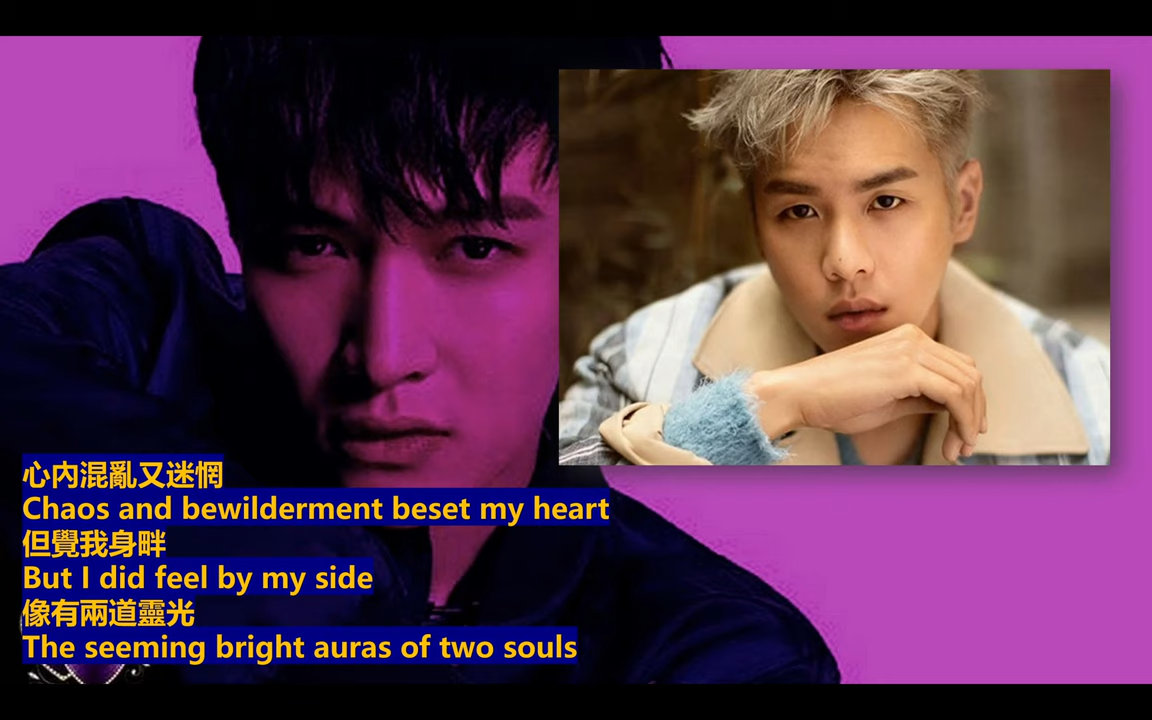 心內混亂又迷惘
Chaos and bewilderment beset my heart
但覺我身畔
But I did feel by my side
像有兩道靈光
The seeming bright auras of two souls